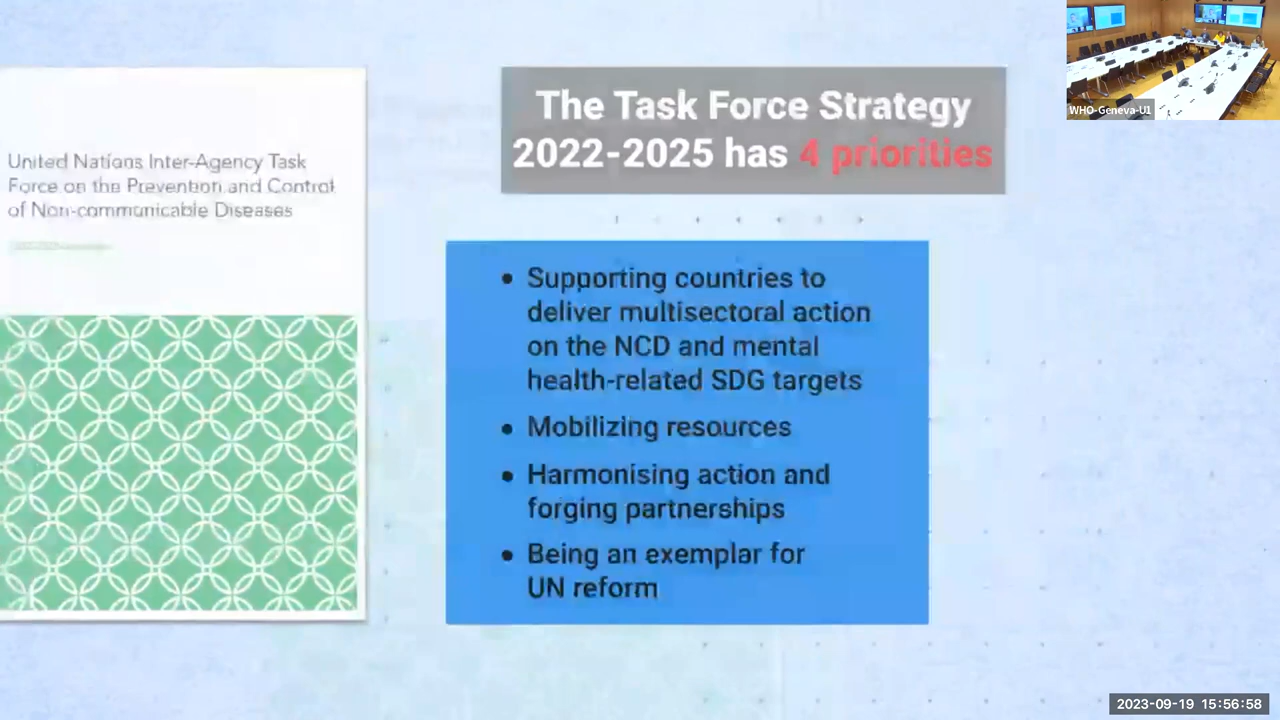 United Nations Inter-Agency Task
Force on the Prevention and Control
of Non-communicable Diseases
The Task Force Strategy
2022-2025 has 4 priorities
• Supporting countries to
deliver multisectoral action
on the NCD and mental
health-related SDG targets
• Mobilizing resources
• Harmonising action and
forging partnerships
• Being an exemplar for
UN reform
WHO-Geneva-U1
2023-09-19 15:56:58